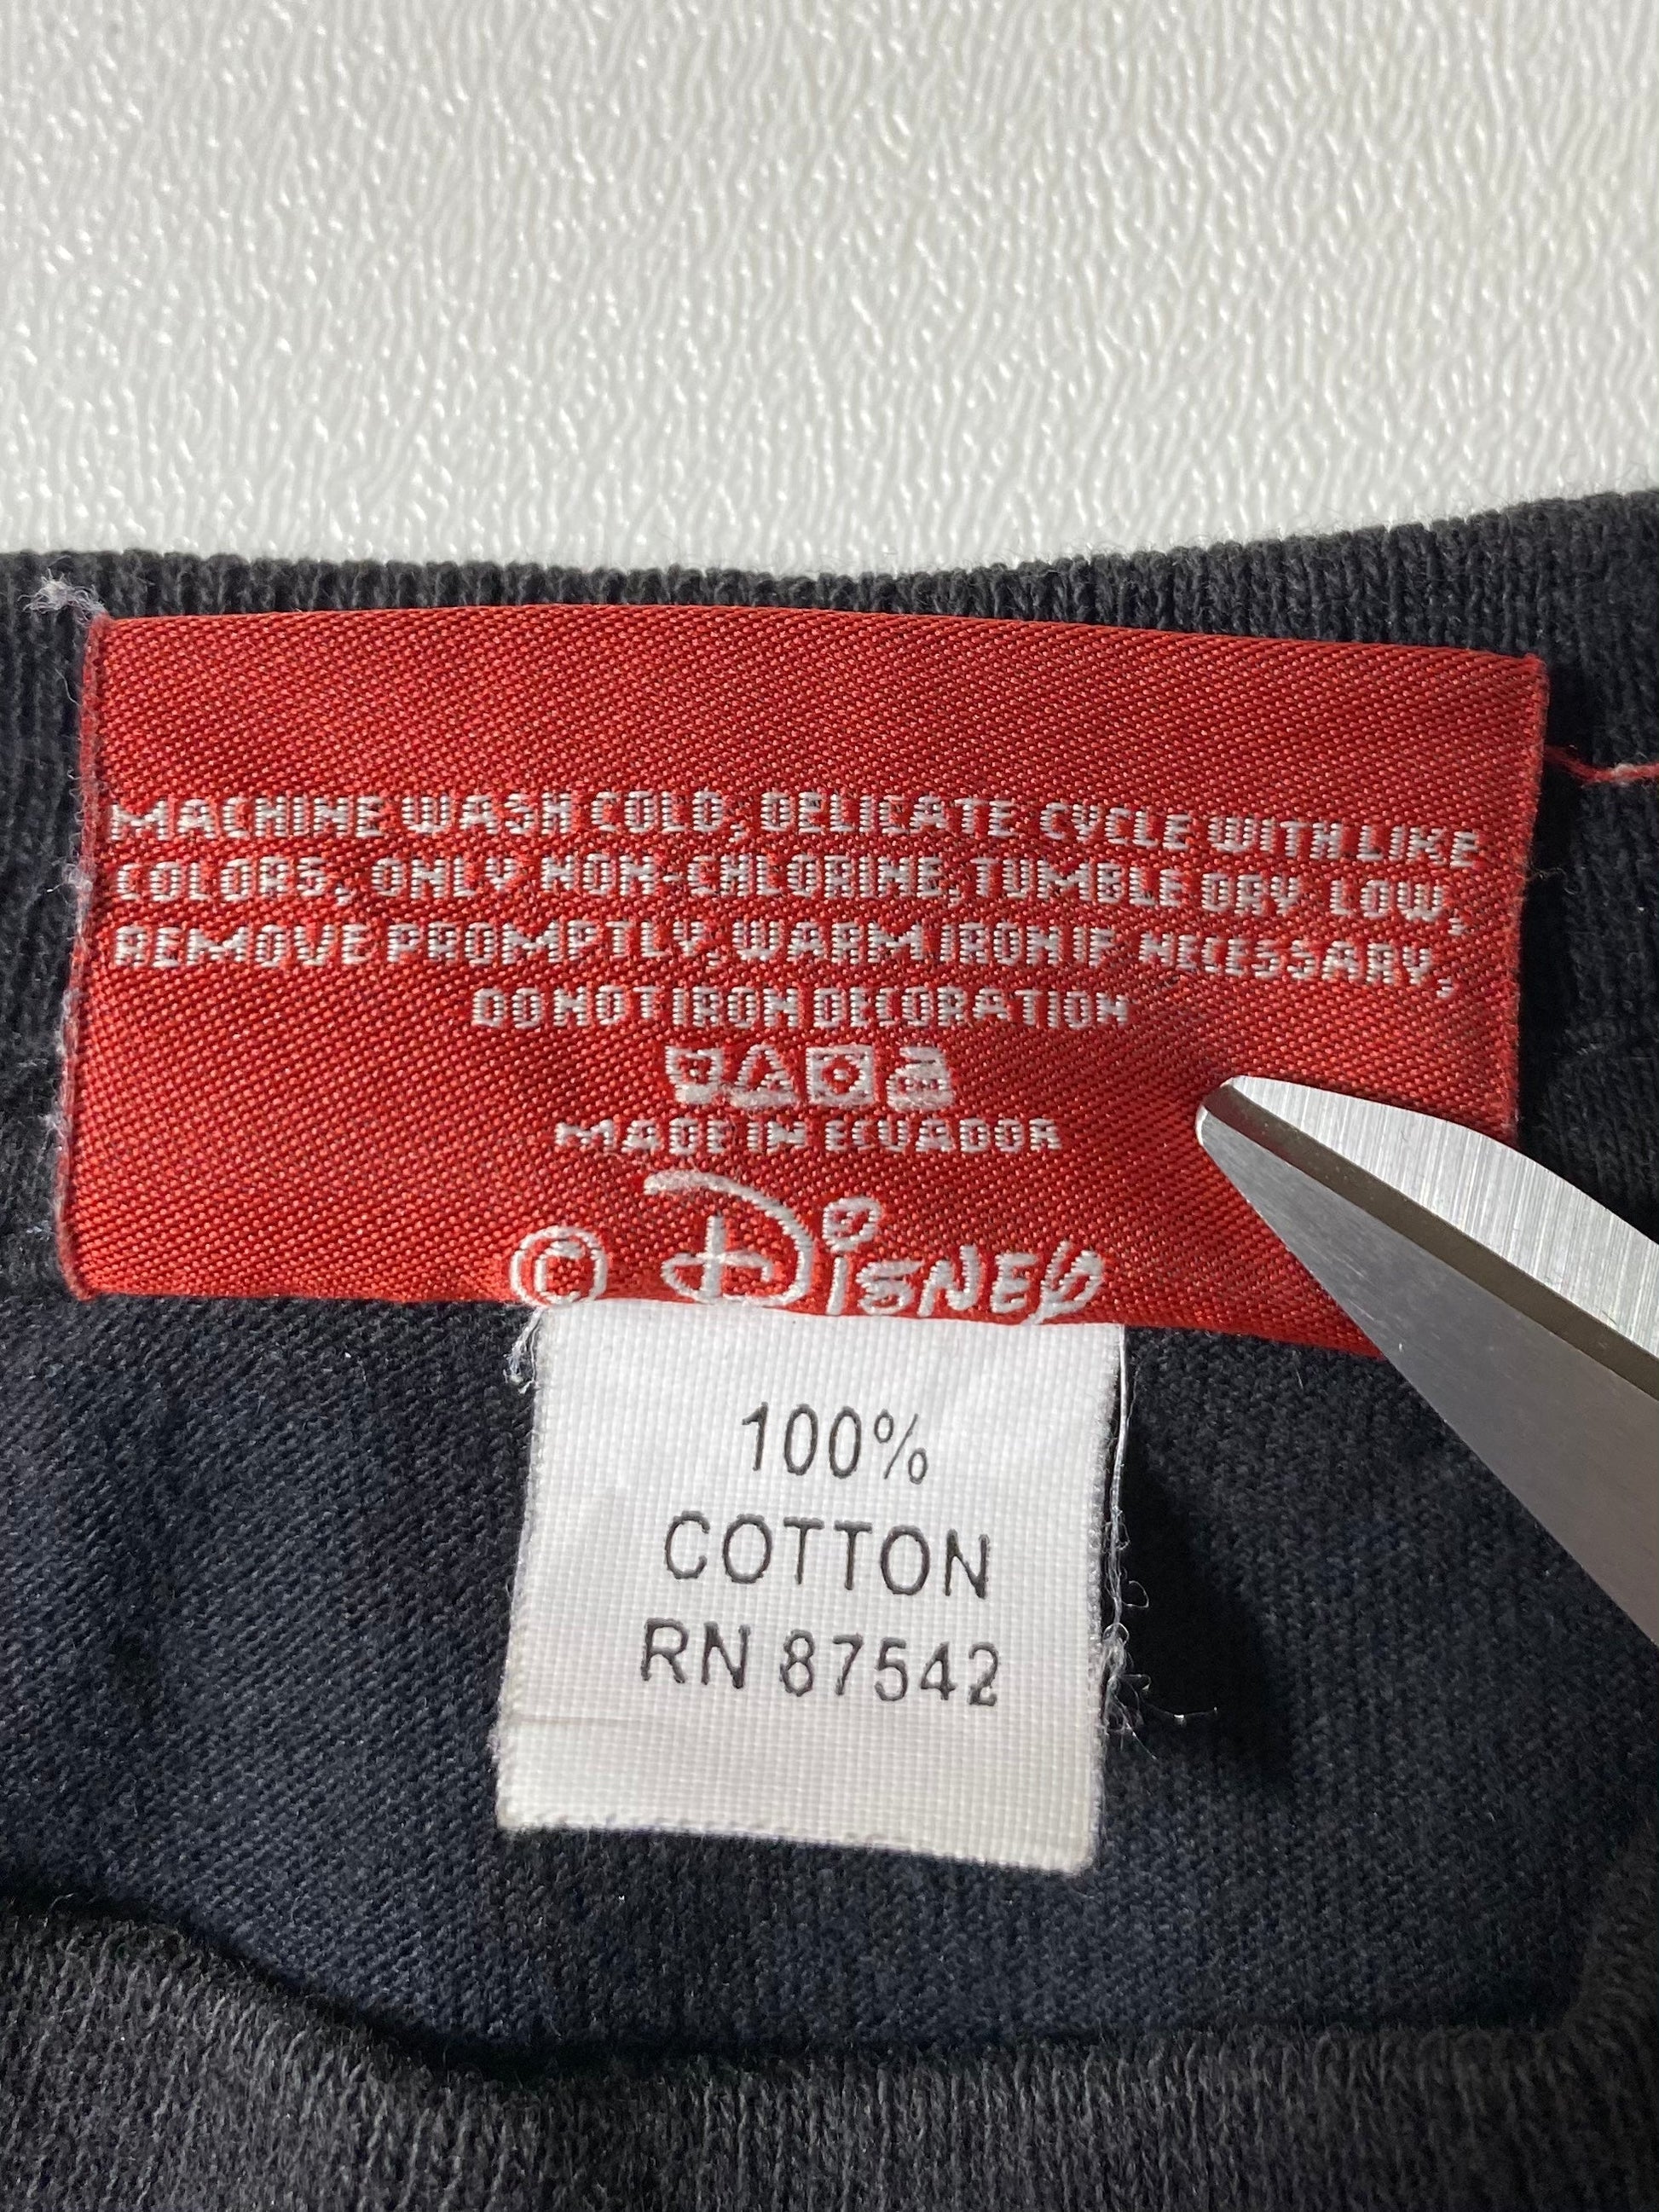 MACHINE WASH COLD, DELICATE CYCLE WITH LIKE
COLORS, ONLY NON-CHLORINE, TUMBLE DRY LOW,
REMOVE PROMPTLY, WARM IRON IF NECESSARY,
DO NOT IRON DECORATION
MADE IN ECUADOR
© Disney
100%
COTTON
RN 87542